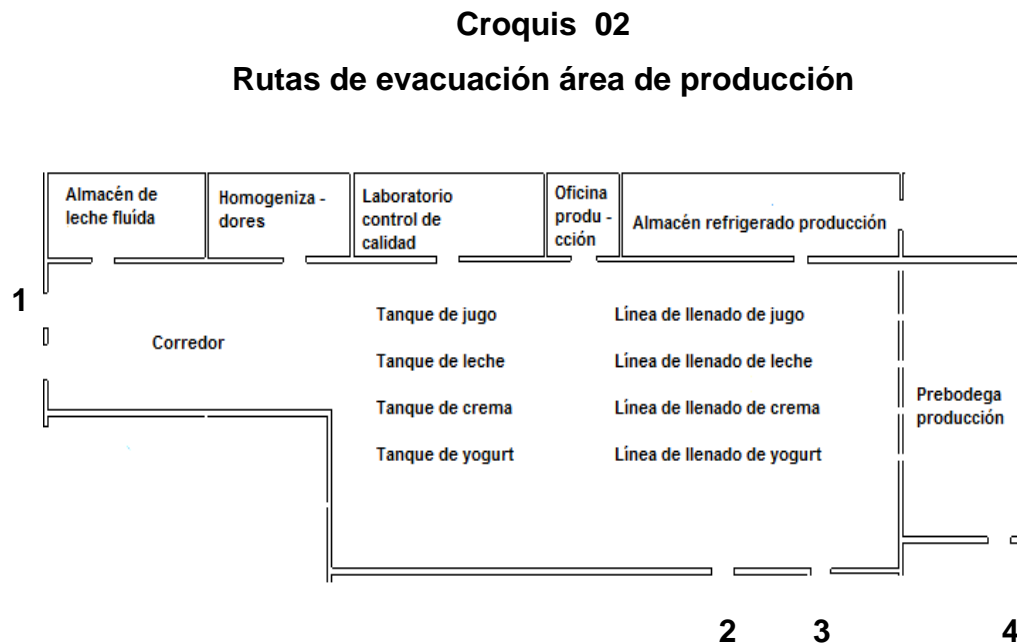 Croquis 02
Rutas de evacuación área de producción
Almacén de
leche fluída
Homogeniza -
dores
Laboratorio
control de
calidad
Oficina
produ -
cción
Almacén refrigerado producción
1
Corredor
Tanque de jugo
Tanque de leche
Tanque de crema
Tanque de yogurt
Línea de llenado de jugo
Línea de llenado de leche
Línea de llenado de crema
Línea de llenado de yogurt
Prebodega
producción
2
3
4